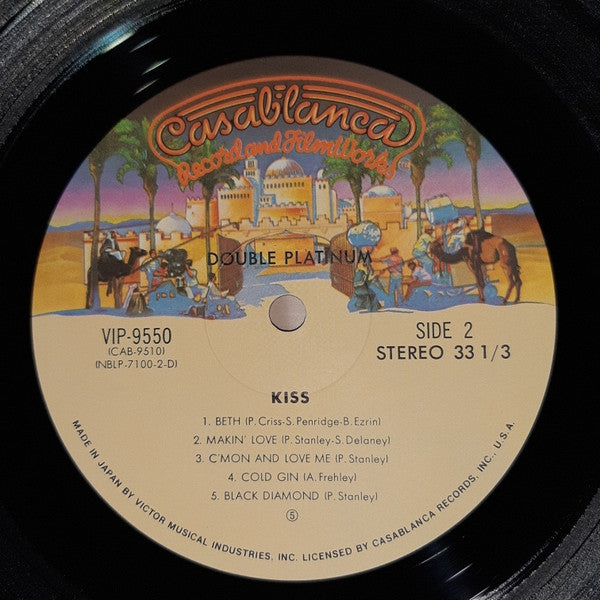 Casablanca
Record and FilmWorks
DOUBLE PLATINUM
VIP-9550
(CAB-9510)
(NBLP-7100-2-D)
SIDE 2
STEREO 33 1/3
KISS
1. BETH (P. Criss-S. Penridge-B. Ezrin)
2. MAKIN' LOVE (P. Stanley-S. Delaney)
3. C'MON AND LOVE ME (P. Stanley)
4. COLD GIN (A. Frehley)
5. BLACK DIAMOND (P. Stanley)
⑤
MADE IN JAPAN BY VICTOR MUSICAL INDUSTRIES, INC. LICENSED BY CASABLANCA RECORDS, INC., U.S.A.